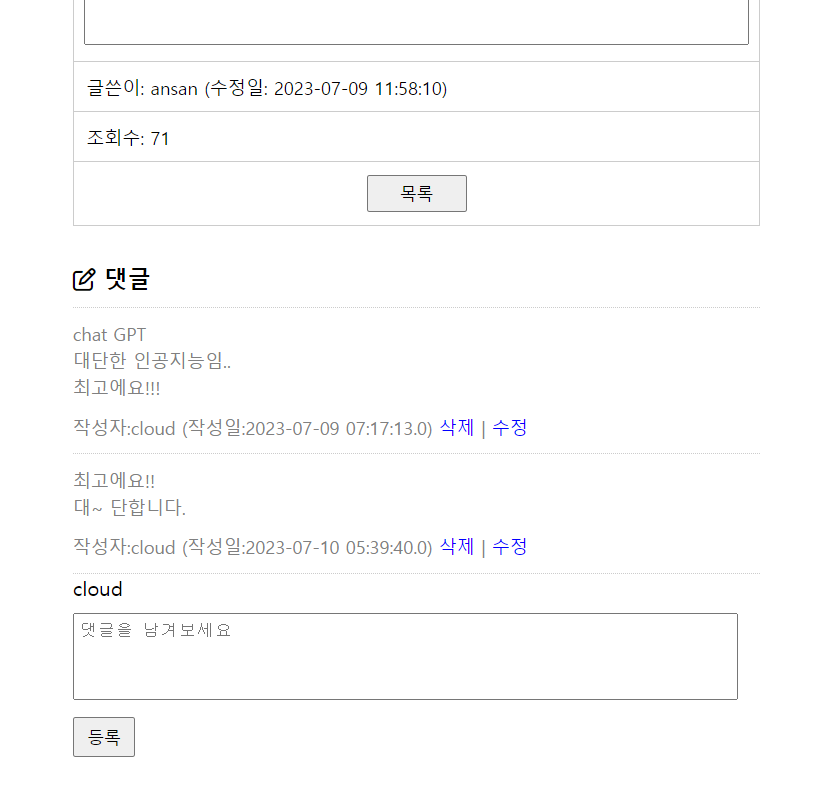 글쓴이: ansan (수정일: 2023-07-09 11:58:10)
조회수: 71
목록
댓글
chat GPT
대단한 인공지능임..
최고에요!!!
작성자:cloud (작성일:2023-07-09 07:17:13.0) 삭제 | 수정
최고에요!!
대~ 단합니다.
작성자:cloud (작성일:2023-07-10 05:39:40.0) 삭제 | 수정
cloud
댓글을 남겨보세요
등록